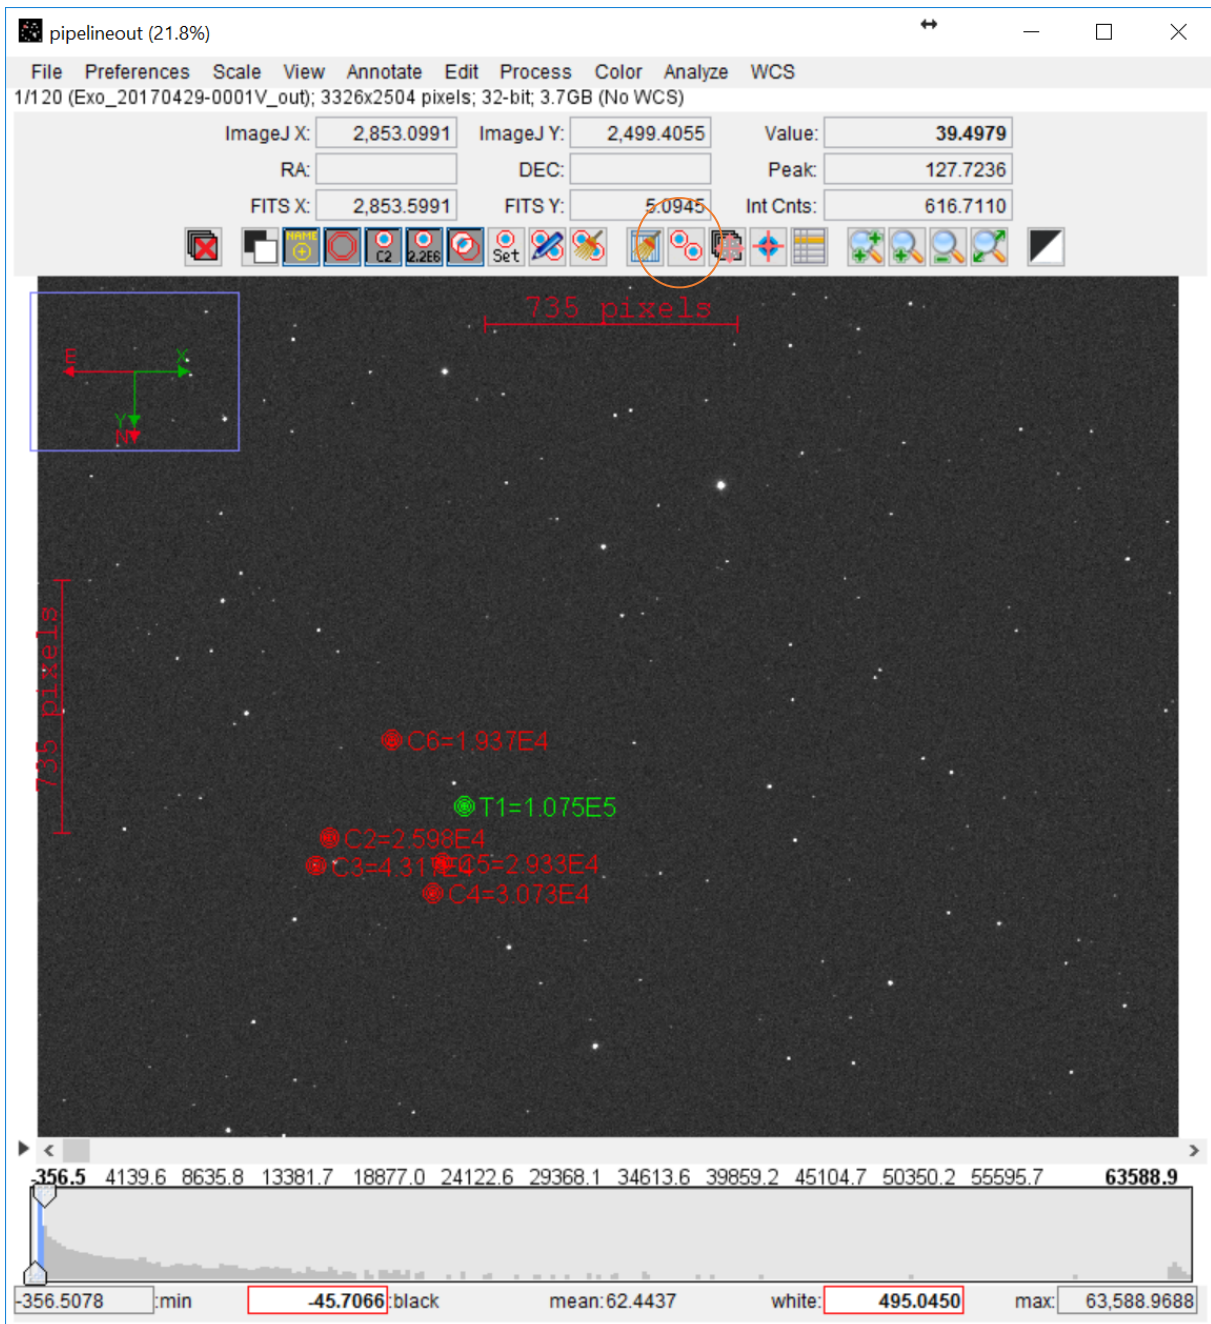 pipelineout (21.8%)
File Preferences Scale View Annotate Edit Process Color Analyze WCS
1/120 (Exo_20170429-0001V_out); 3326x2504 pixels; 32-bit; 3.7GB (No WCS)
ImageJ X: 2,853.0991 ImageJ Y: 2,499.4055 Value: 39.4979
RA: DEC: Peak: 127.7236
FITS X: 2,853.5991 FITS Y: 5.0945 Int Cnts: 616.7110
NAME C2 2.2E6 Set
735 pixels
E X
Y
N
735 pixels
C6=1.937E4
T1=1.075E5
C2=2.598E4
C3=4.317E4 C5=2.933E4
C4=3.073E4
-356.5 4139.6 8635.8 13381.7 18877.0 24122.6 29368.1 34613.6 39859.2 45104.7 50350.2 55595.7 63588.9
-356.5078 :min -45.7066 :black mean: 62.4437 white: 495.0450 max: 63,588.9688